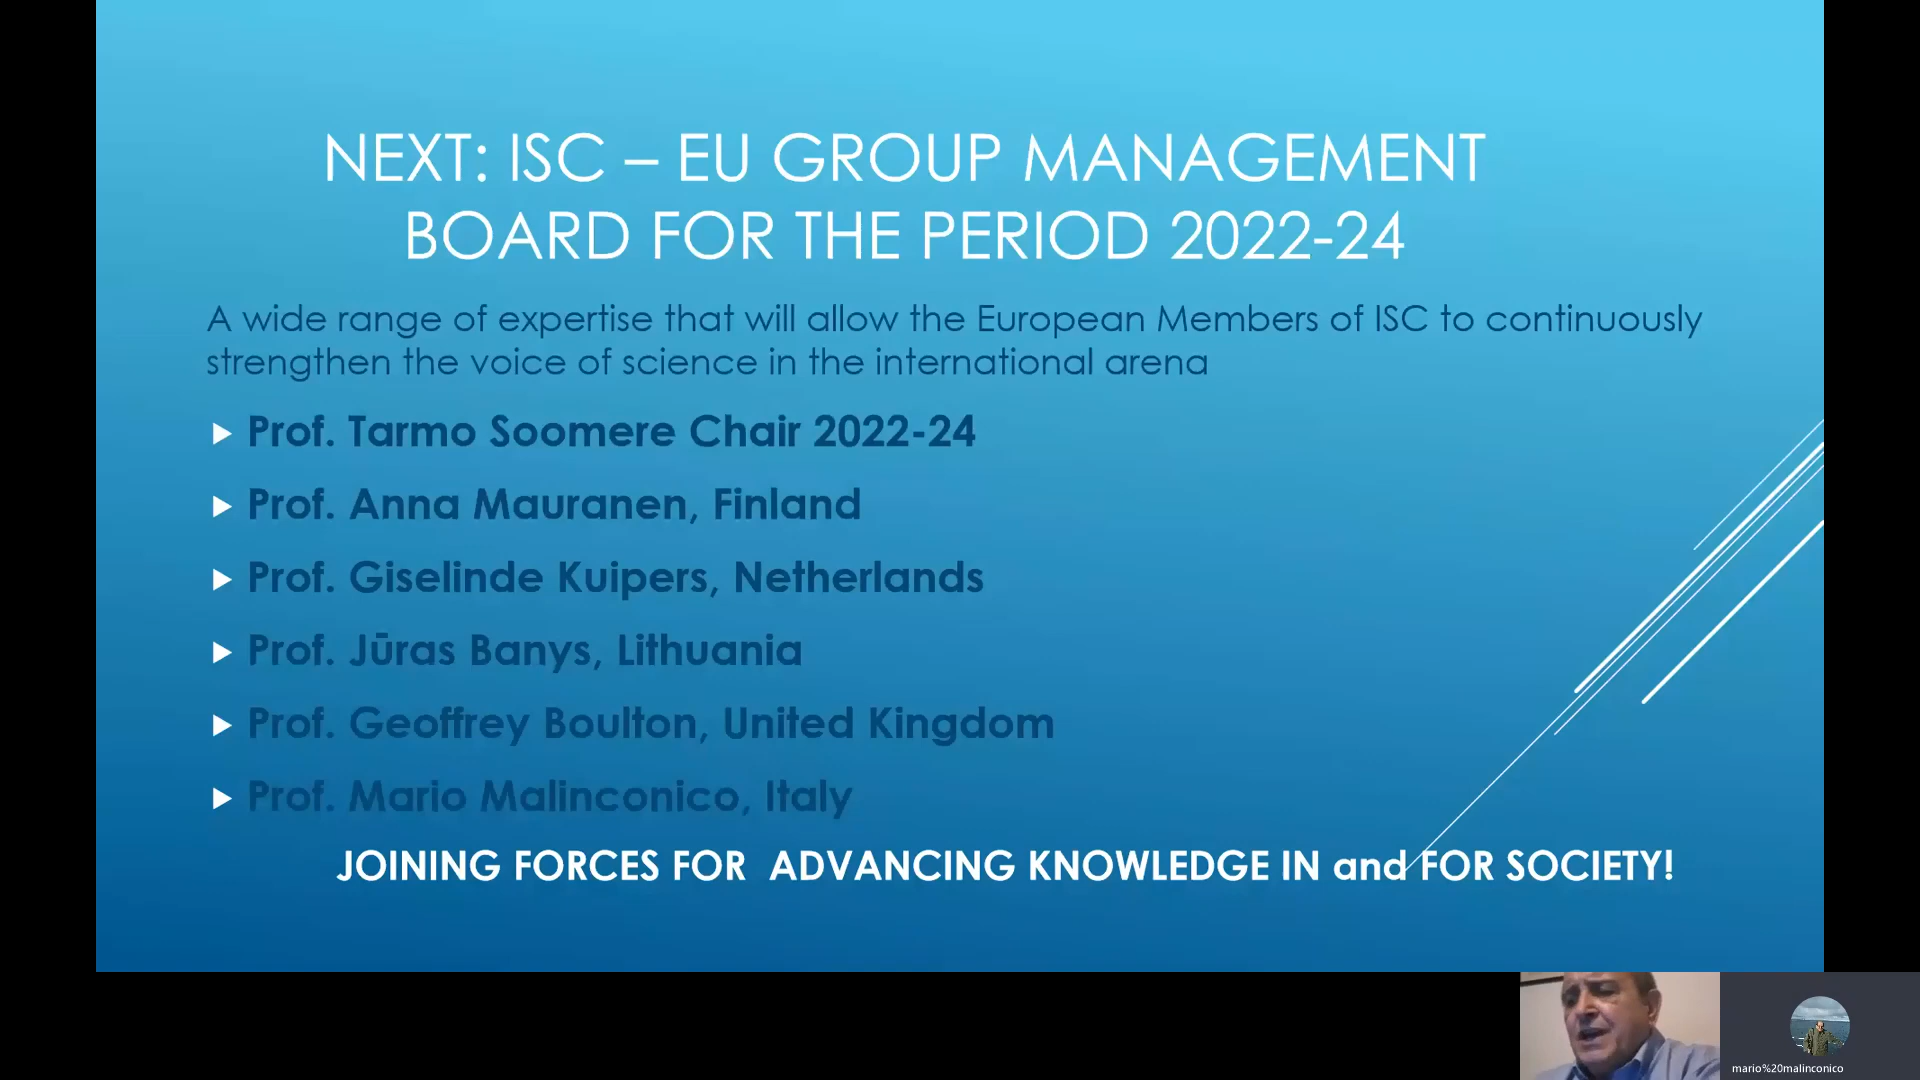 NEXT: ISC – EU GROUP MANAGEMENT
BOARD FOR THE PERIOD 2022-24
A wide range of expertise that will allow the European Members of ISC to continuously
strengthen the voice of science in the international arena
Prof. Tarmo Soomere Chair 2022-24
Prof. Anna Mauranen, Finland
Prof. Giselinde Kuipers, Netherlands
Prof. Jūras Banys, Lithuania
Prof. Geoffrey Boulton, United Kingdom
Prof. Mario Malinconico, Italy
JOINING FORCES FOR  ADVANCING KNOWLEDGE IN and FOR SOCIETY!
mario%20malinconico